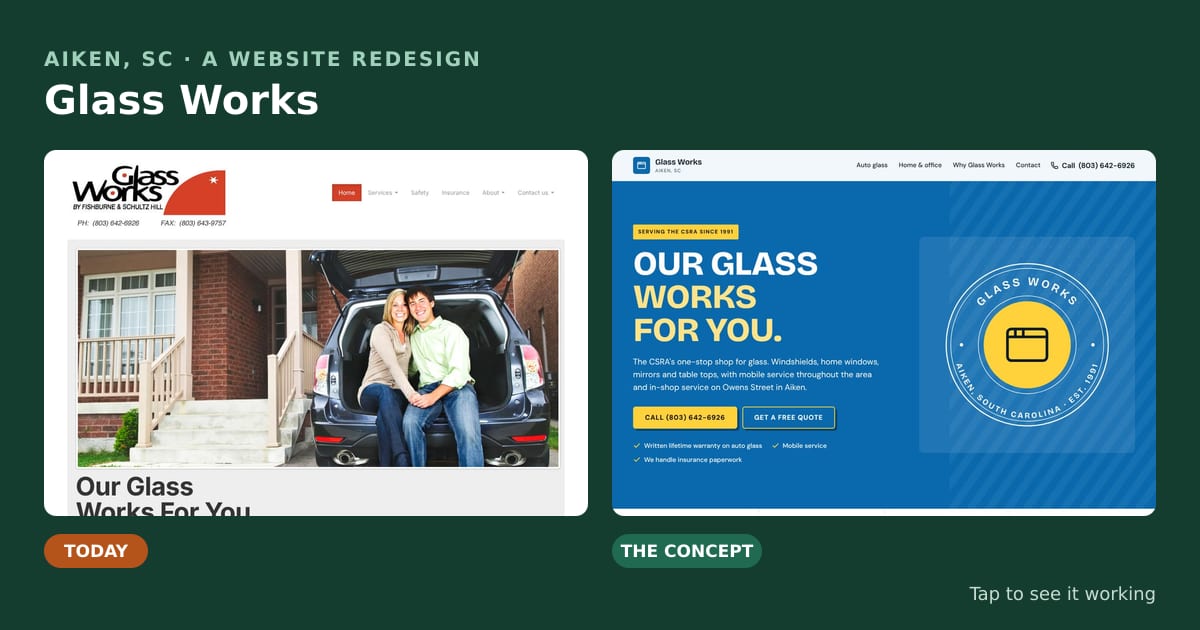 AIKEN, SC · A WEBSITE REDESIGN
Glass Works
Glass
Works
BY FISHBURNE & SCHULTZ HILL
PH: (803) 642-6926 FAX: (803) 643-9757
Home Services Safety Insurance About Contact us
Our Glass
Works For You
TODAY
Glass Works
AIKEN, SC
Auto glass Home & office Why Glass Works Contact Call (803) 642-6926
SERVING THE CSRA SINCE 1991
OUR GLASS
WORKS
FOR YOU.
The CSRA's one-stop shop for glass. Windshields, home windows,
mirrors and table tops, with mobile service throughout the area
and in-shop service on Owens Street in Aiken.
CALL (803) 642-6926 GET A FREE QUOTE
Written lifetime warranty on auto glass Mobile service
We handle insurance paperwork
GLASS WORKS
AIKEN, SOUTH CAROLINA · EST. 1991
THE CONCEPT
Tap to see it working